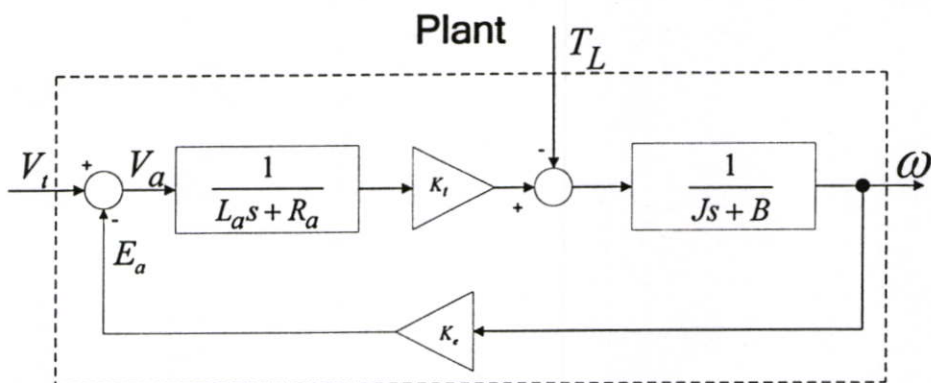 Plant
T_L
V_t
+
V_a
1
L_a s + R_a
K_t
-
+
1
Js + B
ω
-
E_a
K_e